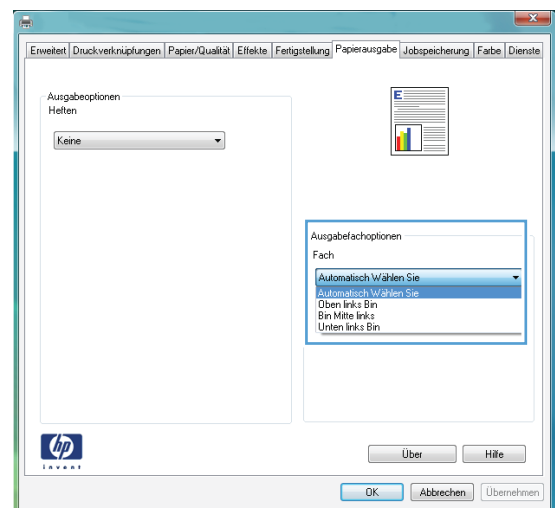 Erweitert Druckverknüpfungen Papier/Qualität Effekte Fertigstellung Papierausgabe Jobspeicherung Farbe Dienste
Ausgabeoptionen
Heften
Keine
E
Ausgabefachoptionen
Fach
Automatisch Wählen Sie
Automatisch Wählen Sie
Oben links Bin
Bin Mitte links
Unten links Bin
hp
invent
Über Hilfe
OK Abbrechen Übernehmen